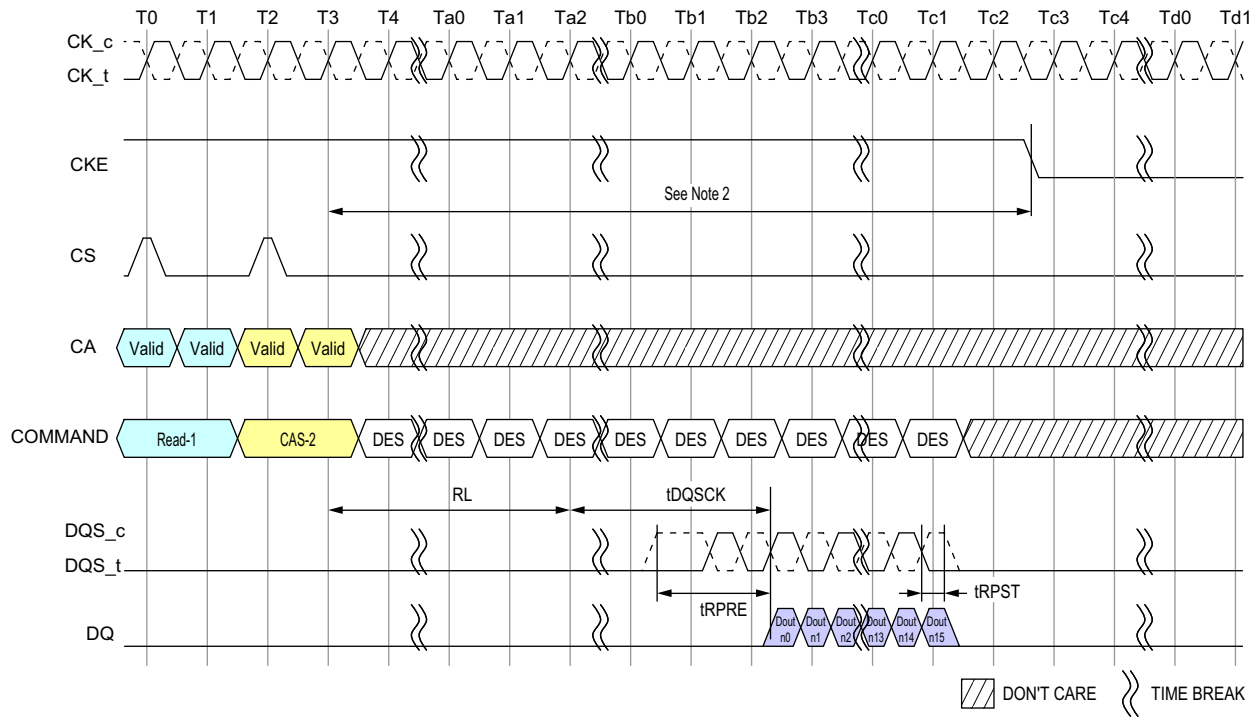 T0 T1 T2 T3 T4 Ta0 Ta1 Ta2 Tb0 Tb1 Tb2 Tb3 Tc0 Tc1 Tc2 Tc3 Tc4 Td0 Td1
CK_c
CK_t
CKE
See Note 2
CS
CA Valid Valid Valid Valid
COMMAND Read-1 CAS-2 DES DES DES DES DES DES DES DES DES DES
RL tDQSCK
DQS_c
DQS_t
tRPRE tRPST
DQ
Dout n0
Dout n1
Dout n2
Dout n13
Dout n14
Dout n15
DON'T CARE TIME BREAK